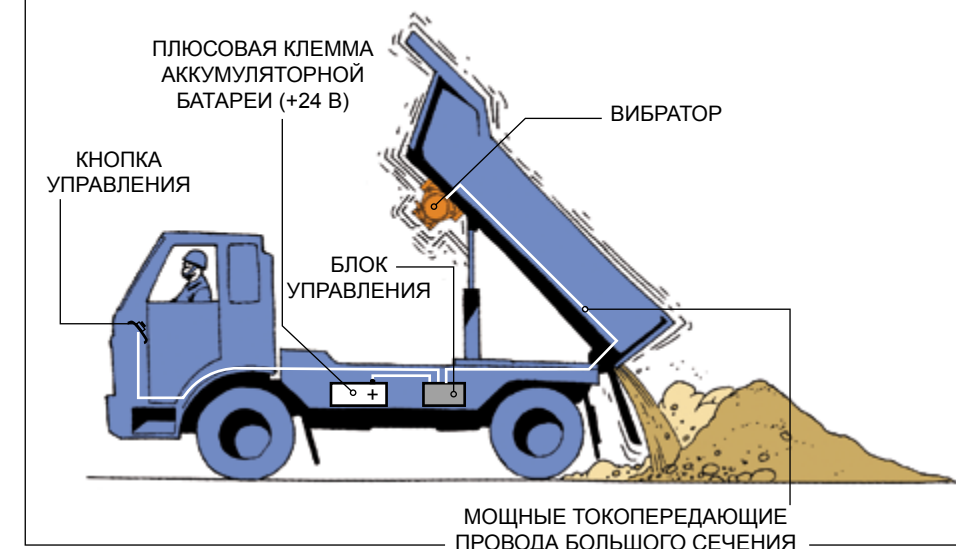 ПЛЮСОВАЯ КЛЕММА
АККУМУЛЯТОРНОЙ
БАТАРЕИ (+24 В)
ВИБРАТОР
КНОПКА
УПРАВЛЕНИЯ
БЛОК
УПРАВЛЕНИЯ
+
МОЩНЫЕ ТОКОПЕРЕДАЮЩИЕ
ПРОВОДА БОЛЬШОГО СЕЧЕНИЯ